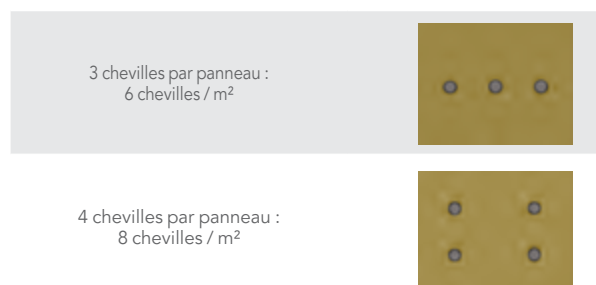 3 chevilles par panneau :
6 chevilles / m²
4 chevilles par panneau :
8 chevilles / m²